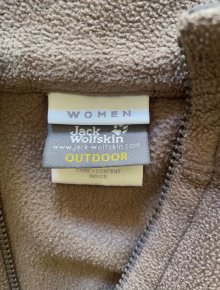 WOMEN
Jack
Wolfskin
www.jack-wolfskin.com
OUTDOOR
CARE + CONTENT
INSIDE